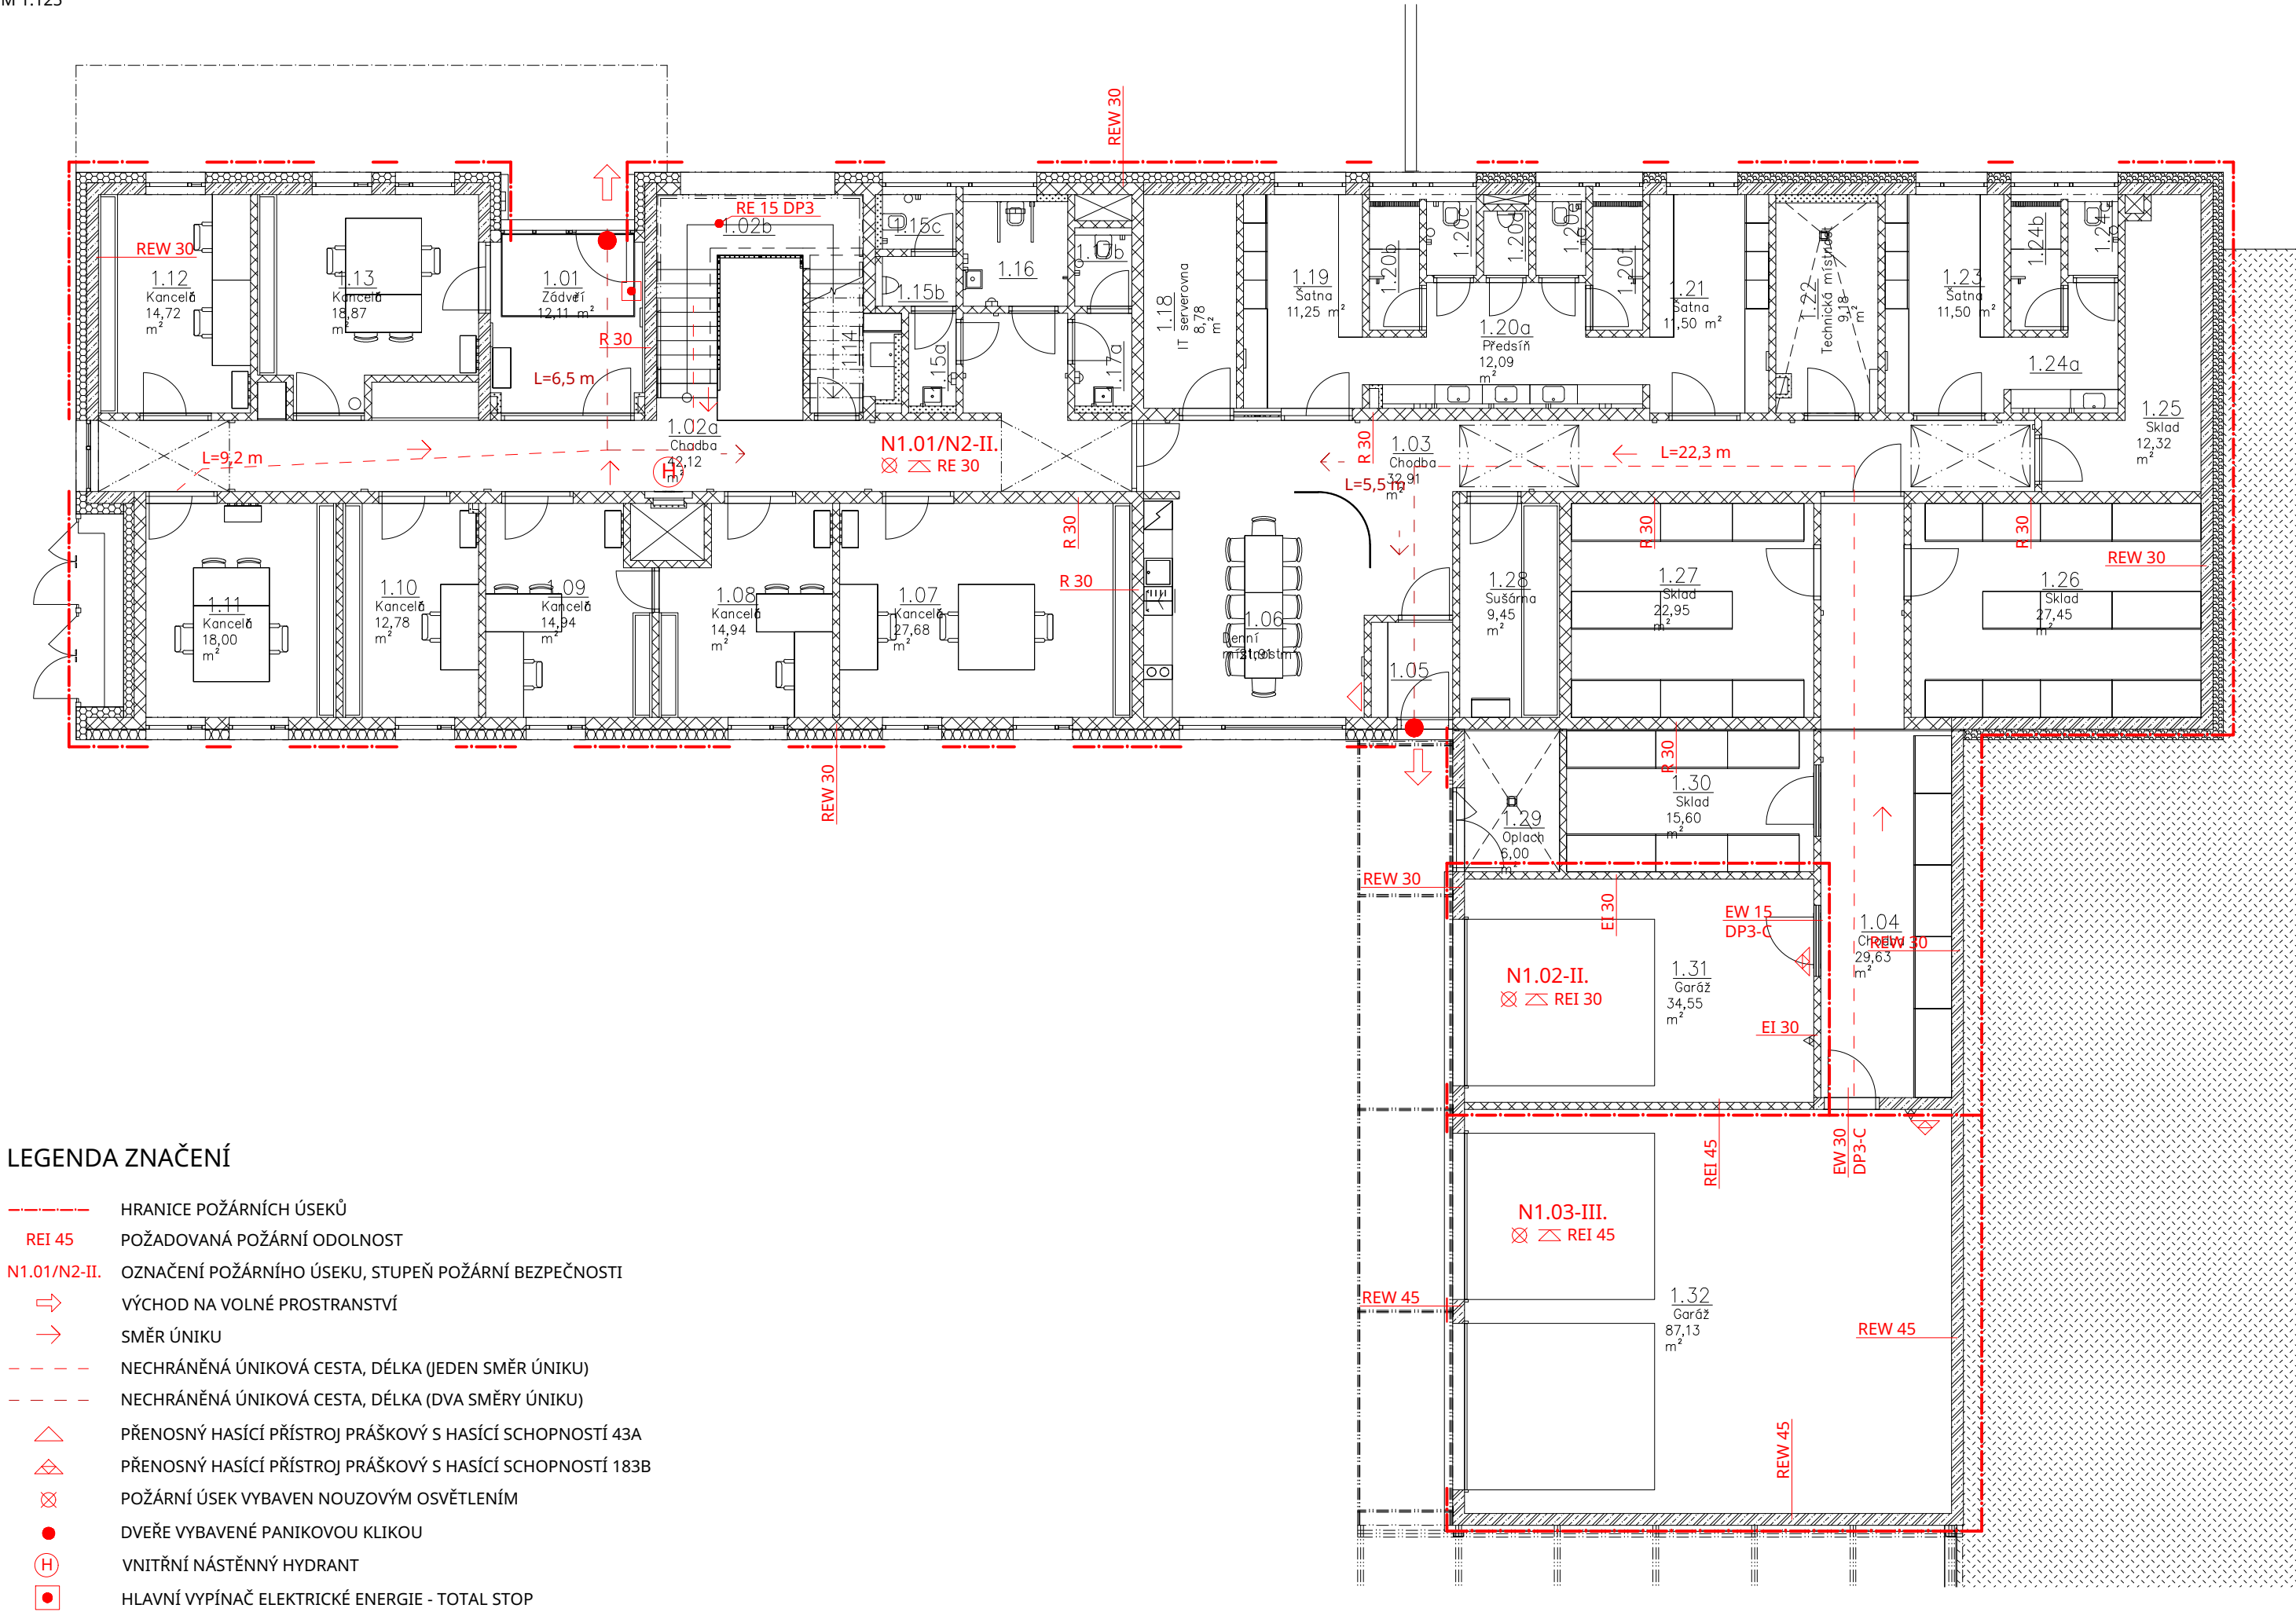 M 1:125
REW 30
RE 15 DP3
1.02b
1.15c
1.16
1.20b
1.20c
1.20d
1.20e
1.20f
1.24b
1.24c
REW 30
1.12
Kancelář
14,72
m²
1.13
Kancelář
18,87
m²
1.01
Zádveří
12,11 m²
R 30
L=6,5 m
1.14
1.15b
1.15a
1.17b
1.17a
1.18
IT serverovna
8,78
m²
1.19
Šatna
11,25 m²
1.20a
Předsíň
12,09
m²
1.21
Šatna
11,50 m²
1.22
Technická místnost
9,18
m²
1.23
Šatna
11,50 m²
1.24a
1.25
Sklad
12,32
m²
L=9,2 m
1.02a
Chodba
42,12
m²
H
N1.01/N2-II.
RE 30
R 30
1.03
Chodba
32,91
m²
L=5,5 m
L=22,3 m
R 30
R 30
R 30
R 30
REW 30
1.11
Kancelář
18,00
m²
1.10
Kancelář
12,78
m²
1.09
Kancelář
14,94
m²
1.08
Kancelář
14,94
m²
1.07
Kancelář
27,68
m²
1.06
Denní
1.05
1.28
Sušárna
9,45
m²
1.27
Sklad
22,95
m²
1.26
Sklad
27,45
m²
REW 30
R 30
1.30
Sklad
15,60
m²
1.29
Oplach
6,00
m²
REW 30
EI 30
EW 15
DP3-C
1.04
Chodba
29,63
m²
REW 30
N1.02-II.
REI 30
1.31
Garáž
34,55
m²
EI 30
REI 45
EW 30
DP3-C
N1.03-III.
REI 45
REW 45
1.32
Garáž
87,13
m²
REW 45
REW 45
LEGENDA ZNAČENÍ
HRANICE POŽÁRNÍCH ÚSEKŮ
REI 45 POŽADOVANÁ POŽÁRNÍ ODOLNOST
N1.01/N2-II. OZNAČENÍ POŽÁRNÍHO ÚSEKU, STUPEŇ POŽÁRNÍ BEZPEČNOSTI
VÝCHOD NA VOLNÉ PROSTRANSTVÍ
SMĚR ÚNIKU
NECHRÁNĚNÁ ÚNIKOVÁ CESTA, DÉLKA (JEDEN SMĚR ÚNIKU)
NECHRÁNĚNÁ ÚNIKOVÁ CESTA, DÉLKA (DVA SMĚRY ÚNIKU)
PŘENOSNÝ HASÍCÍ PŘÍSTROJ PRÁŠKOVÝ S HASÍCÍ SCHOPNOSTÍ 43A
PŘENOSNÝ HASÍCÍ PŘÍSTROJ PRÁŠKOVÝ S HASÍCÍ SCHOPNOSTÍ 183B
POŽÁRNÍ ÚSEK VYBAVEN NOUZOVÝM OSVĚTLENÍM
DVEŘE VYBAVENÉ PANIKOVOU KLIKOU
H VNITŘNÍ NÁSTĚNNÝ HYDRANT
HLAVNÍ VYPÍNAČ ELEKTRICKÉ ENERGIE - TOTAL STOP